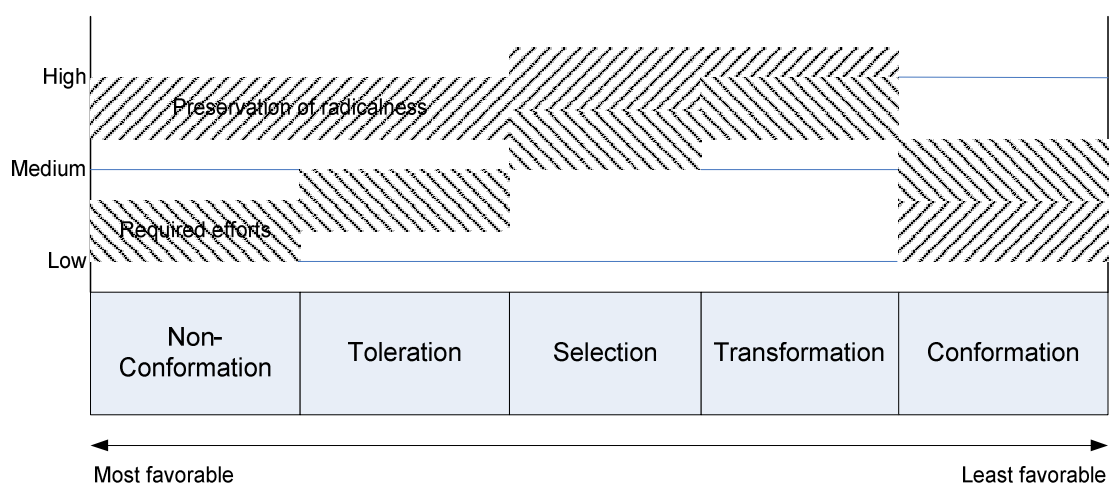 High
Preservation of radicalness
Medium
Required efforts
Low
Non-
Conformation
Toleration
Selection
Transformation
Conformation
Most favorable
Least favorable